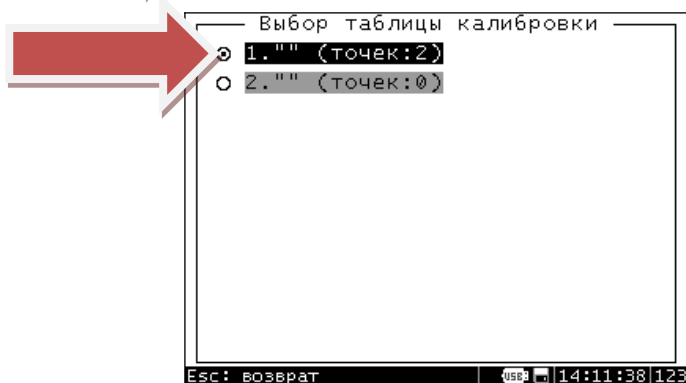 Выбор таблицы калибровки
1."" (точек:2)
2."" (точек:0)
Esc: возврат USB 14:11:38 123